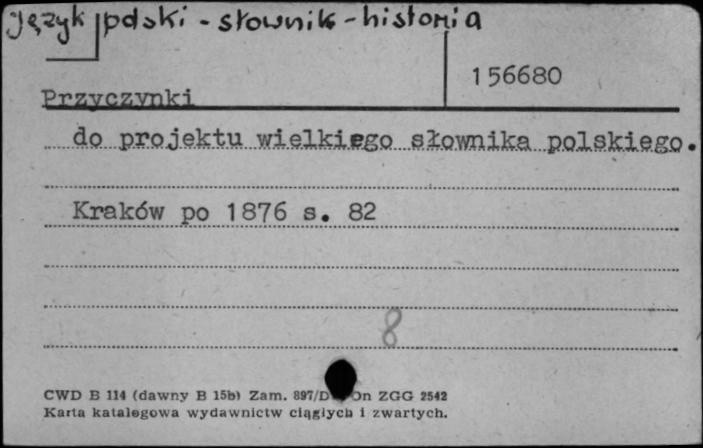 język polski - słownik - historia
156680
Przyczynki
do projektu wielkiego słownika polskiego.
Kraków po 1876 s. 82
8
CWD B 114 (dawny B 15b) Zam. 897/D On ZGG 2542
Karta katalogowa wydawnictw ciągłych i zwartych.